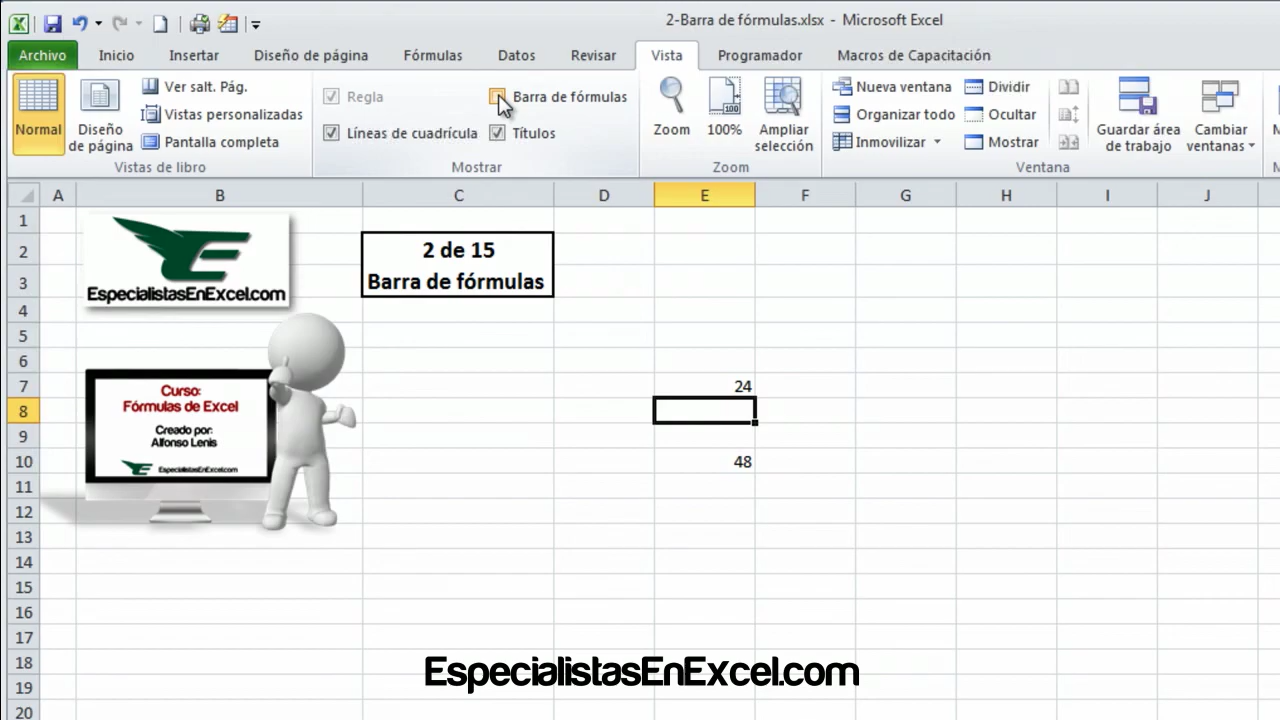 2-Barra de fórmulas.xlsx - Microsoft Excel
Archivo Inicio Insertar Diseño de página Fórmulas Datos Revisar Vista Programador Macros de Capacitación
Normal
Diseño
de página
Ver salt. Pág.
Vistas personalizadas
Pantalla completa
Vistas de libro
Regla
Barra de fórmulas
Líneas de cuadrícula
Títulos
Mostrar
Zoom
100
100%
Ampliar
selección
Zoom
Nueva ventana
Organizar todo
Inmovilizar
Dividir
Ocultar
Mostrar
Guardar área
de trabajo
Cambiar
ventanas
Ventana
A B C D E F G H I J
1
2
3
4
5
6
7
8
9
10
11
12
13
14
15
16
17
18
19
20
EspecialistasEnExcel.com
2 de 15
Barra de fórmulas
Curso:
Fórmulas de Excel
Creado por:
Alfonso Lenis
EspecialistasEnExcel.com
24
48
EspecialistasEnExcel.com